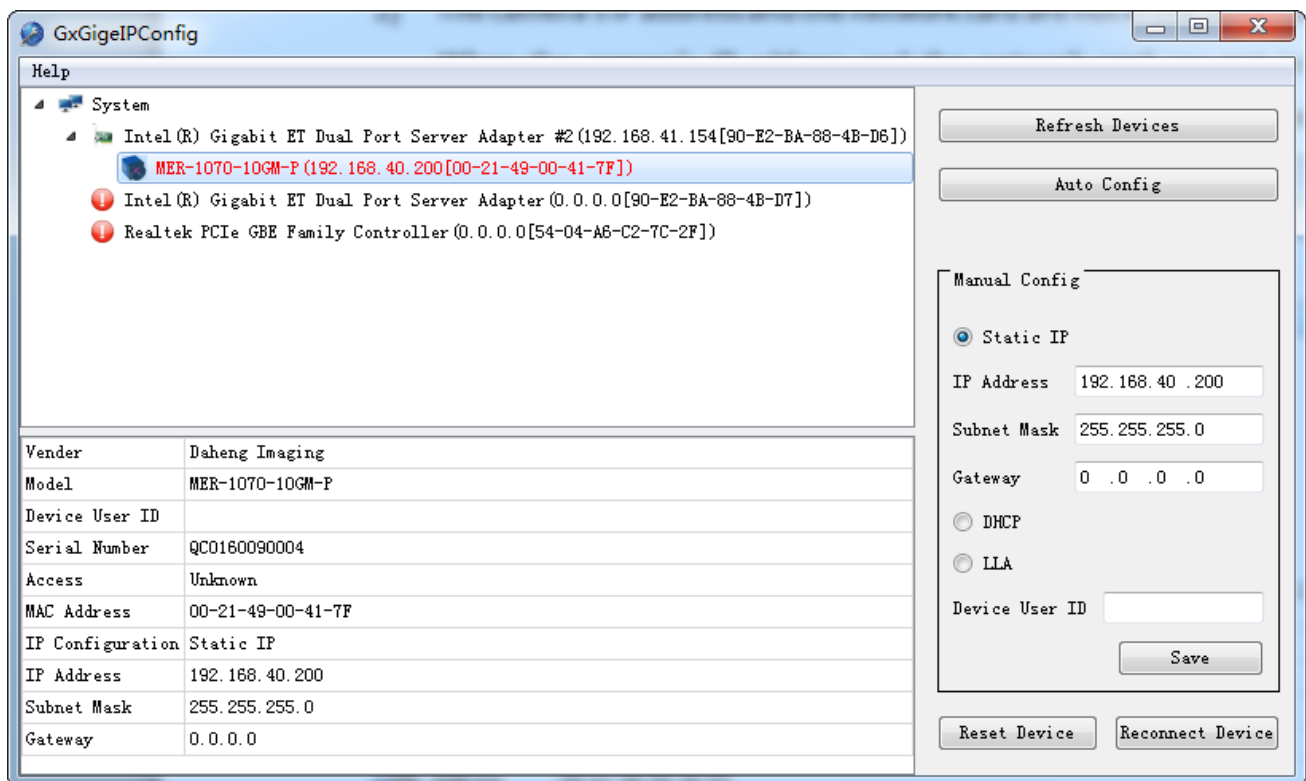 GxGigeIPConfig
Help
System
Intel(R) Gigabit ET Dual Port Server Adapter #2(192.168.41.154[90-E2-BA-88-4B-D6])
MER-1070-10GM-P(192.168.40.200[00-21-49-00-41-7F])
Intel(R) Gigabit ET Dual Port Server Adapter(0.0.0.0[90-E2-BA-88-4B-D7])
Realtek PCIe GBE Family Controller(0.0.0.0[54-04-A6-C2-7C-2F])
Vender Daheng Imaging
Model MER-1070-10GM-P
Device User ID
Serial Number QC0160090004
Access Unknown
MAC Address 00-21-49-00-41-7F
IP Configuration Static IP
IP Address 192.168.40.200
Subnet Mask 255.255.255.0
Gateway 0.0.0.0
Refresh Devices
Auto Config
Manual Config
Static IP
IP Address 192.168.40 .200
Subnet Mask 255.255.255.0
Gateway 0 .0 .0 .0
DHCP
LLA
Device User ID
Save
Reset Device Reconnect Device